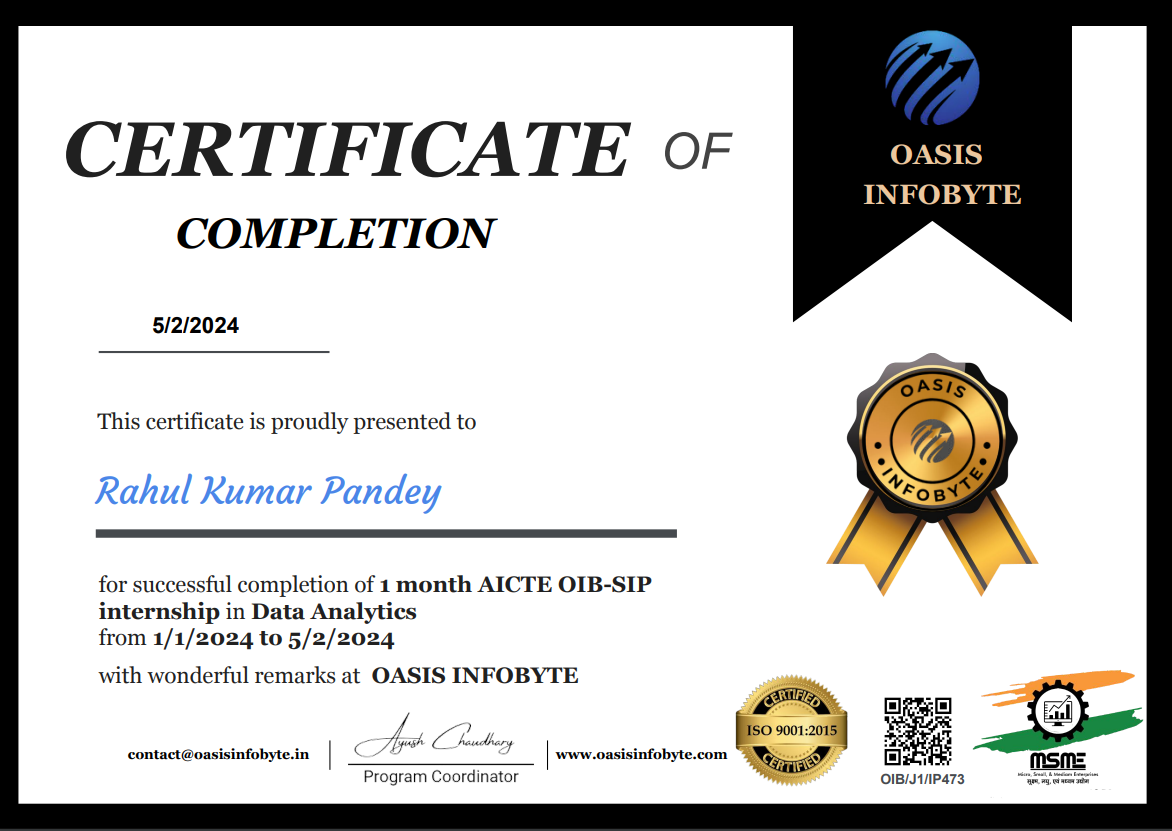 CERTIFICATE OF
COMPLETION
OASIS
INFOBYTE
5/2/2024
This certificate is proudly presented to
Rahul Kumar Pandey
OASIS
INFOBYTE
for successful completion of 1 month AICTE OIB-SIP
internship in Data Analytics
from 1/1/2024 to 5/2/2024
with wonderful remarks at OASIS INFOBYTE
contact@oasisinfobyte.in
Ayush Chaudhary
Program Coordinator
www.oasisinfobyte.com
CERTIFIED
ISO 9001:2015
CERTIFIED
OIB/J1/IP473
MSME
Micro, Small, & Medium Enterprises
सूक्ष्म, लघु, एवं मध्यम उद्योग